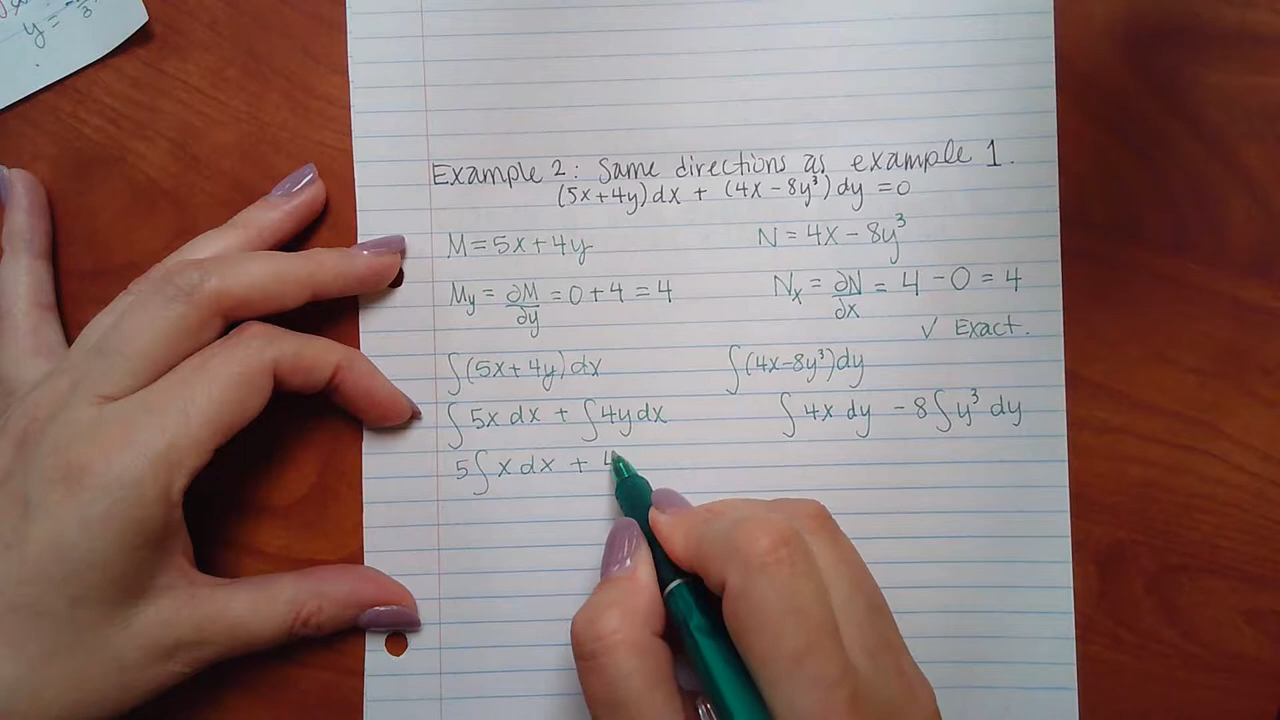 y = -
3
Example 2: Same directions as example 1.
(5x+4y)dx + (4x-8y³)dy =0
M=5x+4y N=4x-8y³
My = ∂M/∂y =0+4=4 Nx = ∂N/∂x = 4-0=4
✓ Exact.
∫(5x+4y)dx ∫(4x-8y³)dy
∫5x dx + ∫4y dx ∫4x dy -8∫y³ dy
5∫x dx + 4